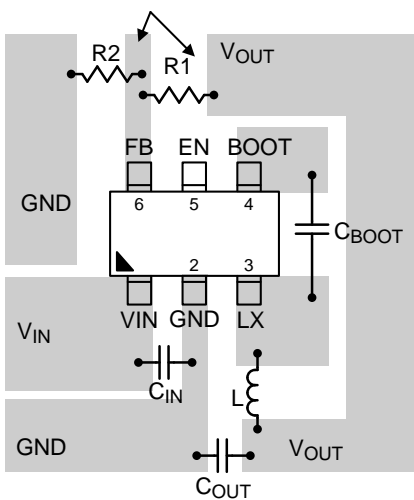 R2
R1
VOUT
FB EN BOOT
GND
6 5 4
CBOOT
2 3
VIN GND LX
VIN
CIN
L
GND
VOUT
COUT